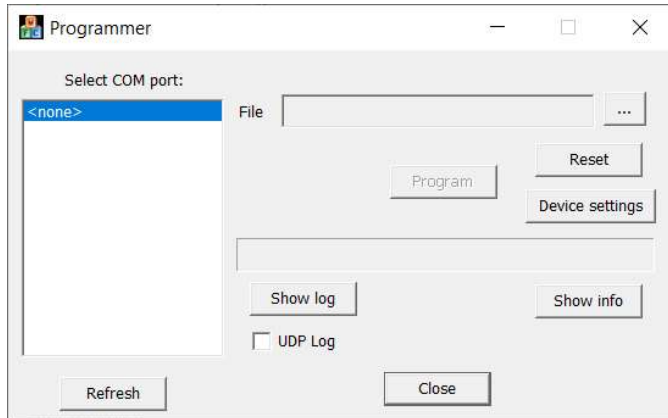 Programmer
Select COM port:
<none>
File
...
Reset
Program
Device settings
Show log
Show info
UDP Log
Refresh
Close